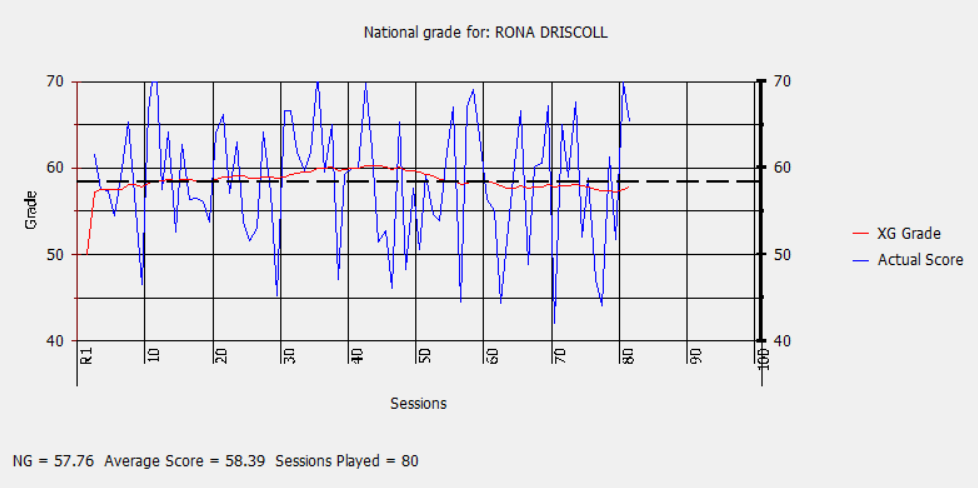 National grade for: RONA DRISCOLL
70
60
50
40
Grade
70
60
50
40
R1
10
20
30
40
50
60
70
80
90
100
Sessions
XG Grade
Actual Score
NG = 57.76 Average Score = 58.39 Sessions Played = 80